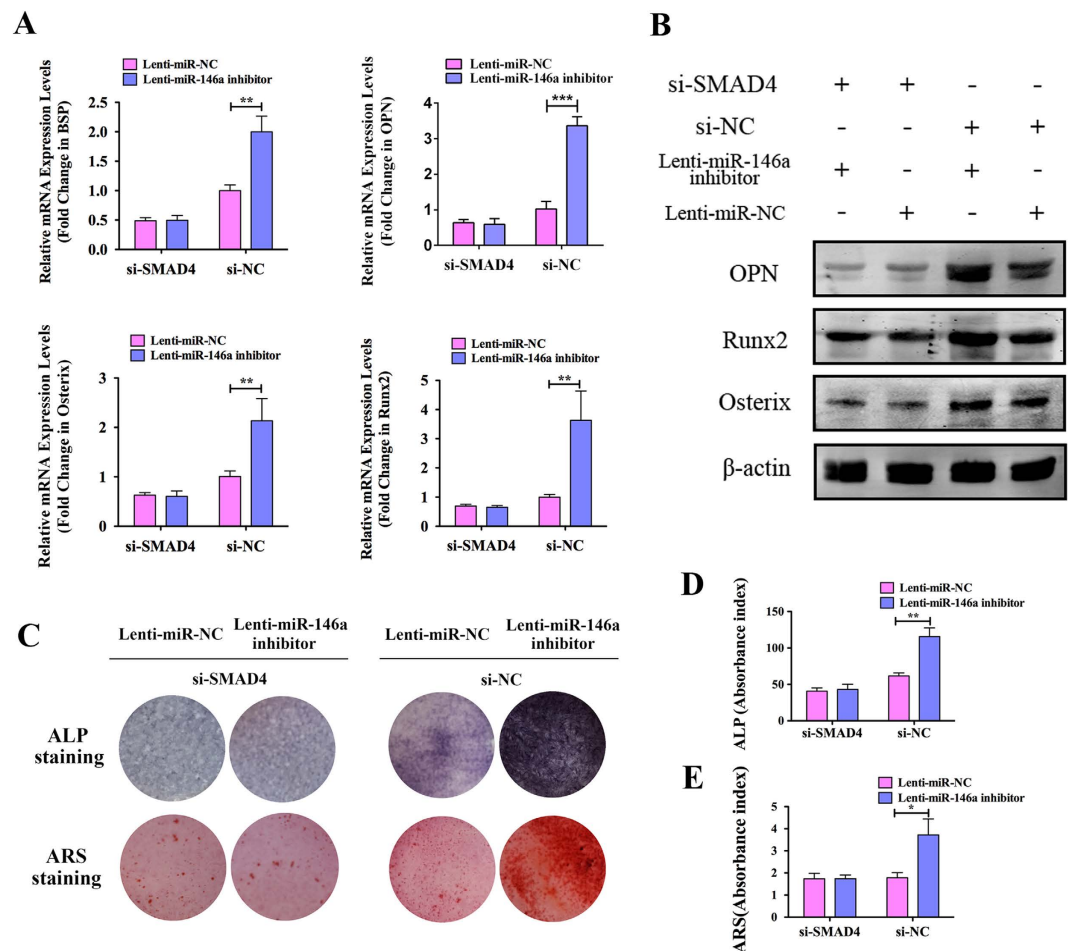 A
Lenti-miR-NC
Lenti-miR-146a inhibitor
Relative mRNA Expression Levels
(Fold Change in BSP)
2.5
2.0
1.5
1.0
0.5
0.0
**
si-SMAD4
si-NC
Lenti-miR-NC
Lenti-miR-146a inhibitor
Relative mRNA Expression Levels
(Fold Change in OPN)
4
3
2
1
0
***
si-SMAD4
si-NC
Lenti-miR-NC
Lenti-miR-146a inhibitor
Relative mRNA Expression Levels
(Fold Change in Osterix)
3
2
1
0
**
si-SMAD4
si-NC
Lenti-miR-NC
Lenti-miR-146a inhibitor
Relative mRNA Expression Levels
(Fold Change in Runx2)
5
4
3
2
1
0
**
si-SMAD4
si-NC
B
si-SMAD4 + + - -
si-NC - - + +
Lenti-miR-146a
inhibitor + - + -
Lenti-miR-NC - + - +
OPN
Runx2
Osterix
β-actin
C
Lenti-miR-NC
Lenti-miR-146a
inhibitor
Lenti-miR-NC
Lenti-miR-146a
inhibitor
si-SMAD4
si-NC
ALP
staining
ARS
staining
D
Lenti-miR-NC
Lenti-miR-146a inhibitor
ALP (Absorbance index)
150
100
50
0
**
si-SMAD4
si-NC
E
Lenti-miR-NC
Lenti-miR-146a inhibitor
ARS(Absorbance index)
5
4
3
2
1
0
*
si-SMAD4
si-NC